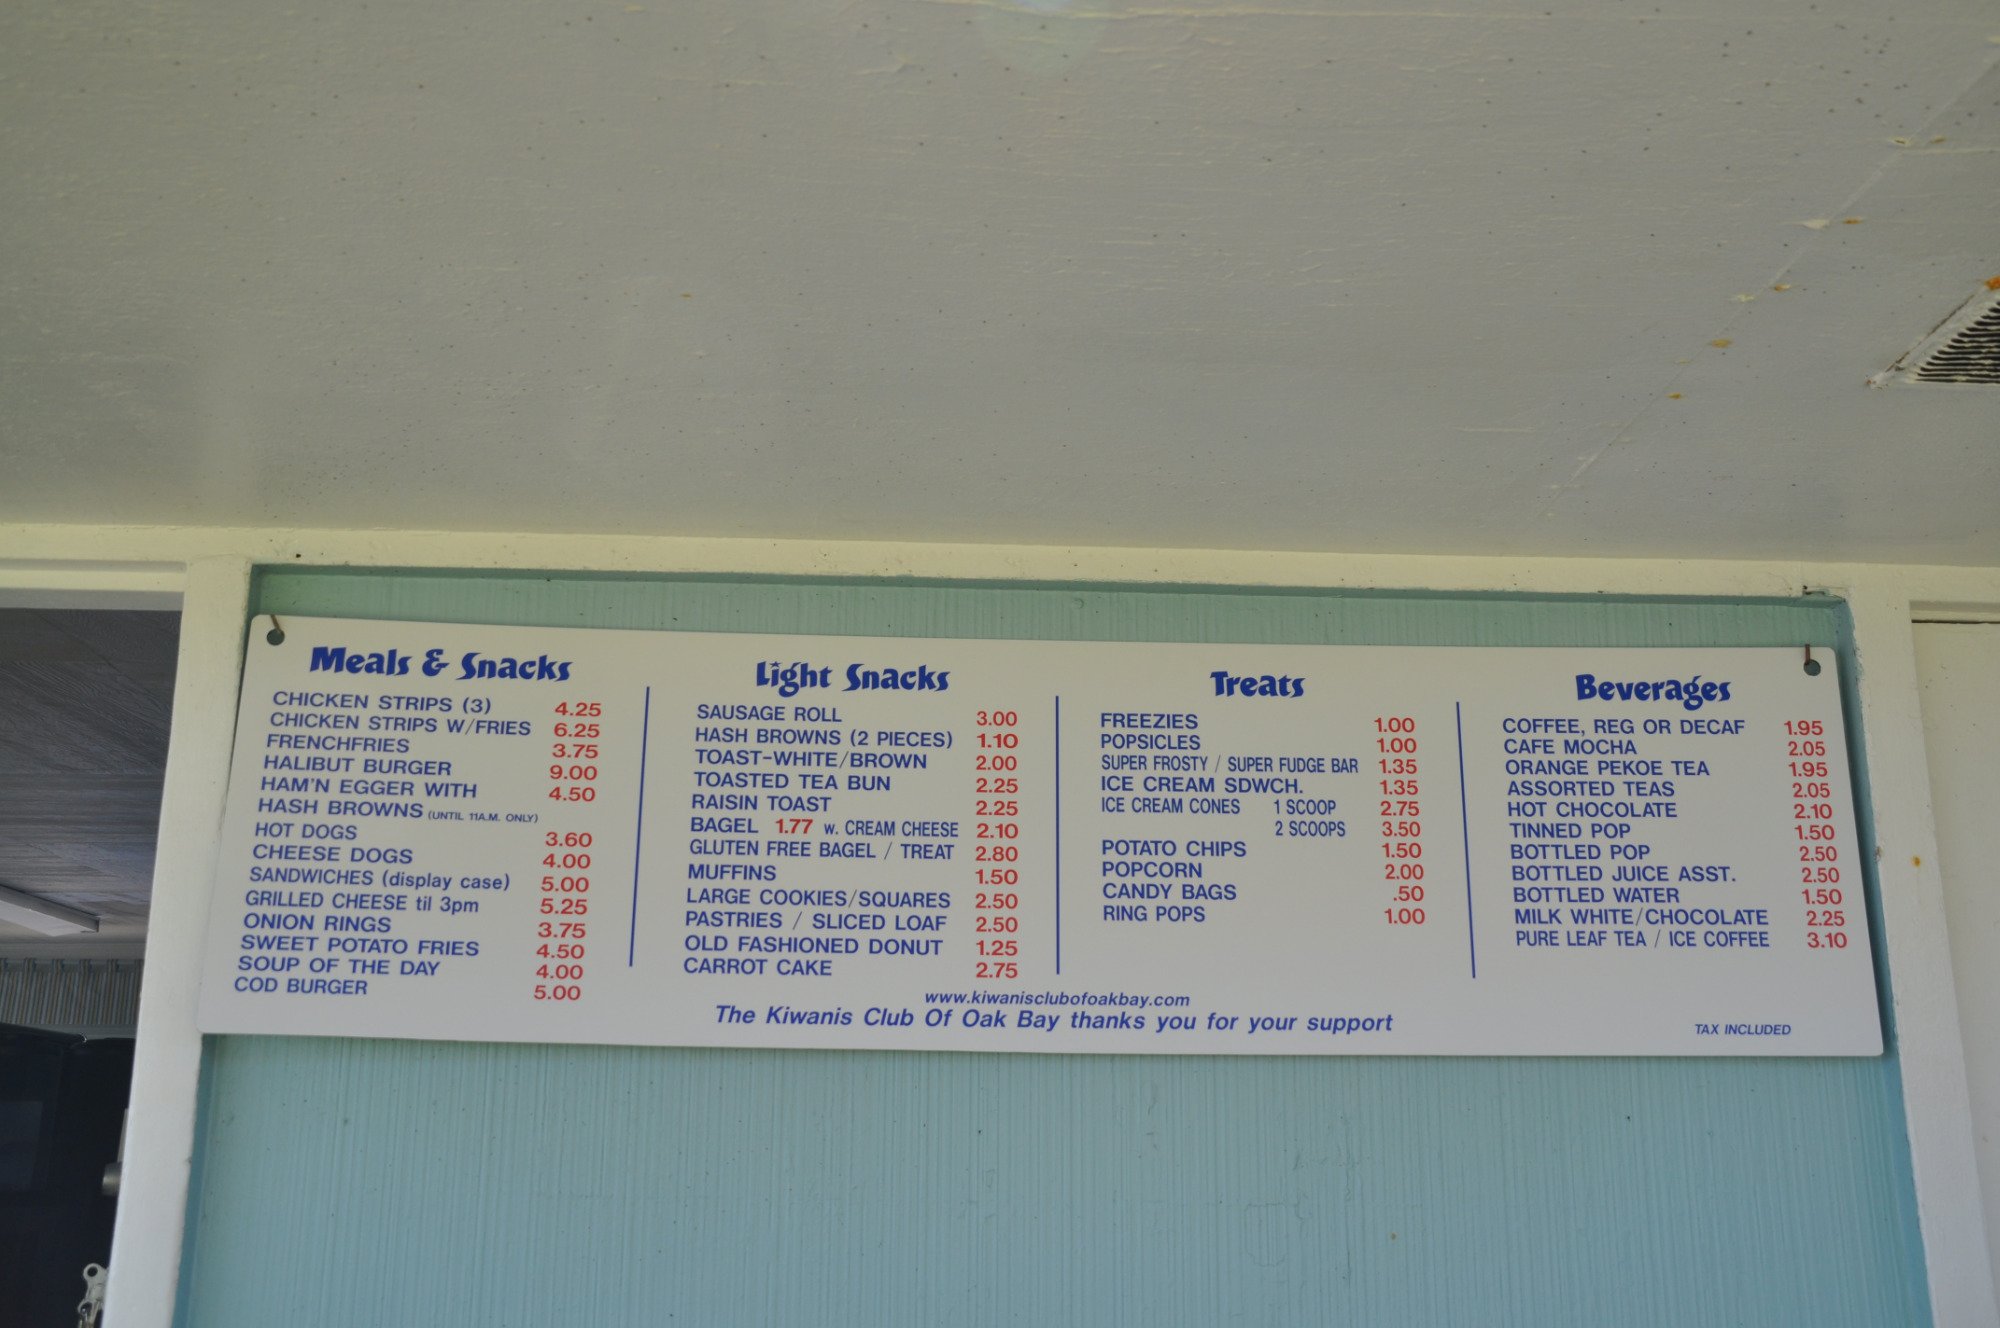 Meals & Snacks
CHICKEN STRIPS (3) 4.25
CHICKEN STRIPS W/FRIES 6.25
FRENCHFRIES 3.75
HALIBUT BURGER 9.00
HAM'N EGGER WITH 4.50
HASH BROWNS (UNTIL 11A.M. ONLY)
HOT DOGS 3.60
CHEESE DOGS 4.00
SANDWICHES (display case) 5.00
GRILLED CHEESE til 3pm 5.25
ONION RINGS 3.75
SWEET POTATO FRIES 4.50
SOUP OF THE DAY 4.00
COD BURGER 5.00
Light Snacks
SAUSAGE ROLL 3.00
HASH BROWNS (2 PIECES) 1.10
TOAST-WHITE/BROWN 2.00
TOASTED TEA BUN 2.25
RAISIN TOAST 2.25
BAGEL 1.77 w. CREAM CHEESE 2.10
GLUTEN FREE BAGEL / TREAT 2.80
MUFFINS 1.50
LARGE COOKIES/SQUARES 2.50
PASTRIES / SLICED LOAF 2.50
OLD FASHIONED DONUT 1.25
CARROT CAKE 2.75
Treats
FREEZIES 1.00
POPSICLES 1.00
SUPER FROSTY / SUPER FUDGE BAR 1.35
ICE CREAM SDWCH. 1.35
ICE CREAM CONES 1 SCOOP 2.75
2 SCOOPS 3.50
POTATO CHIPS 1.50
POPCORN 2.00
CANDY BAGS .50
RING POPS 1.00
Beverages
COFFEE, REG OR DECAF 1.95
CAFE MOCHA 2.05
ORANGE PEKOE TEA 1.95
ASSORTED TEAS 2.05
HOT CHOCOLATE 2.10
TINNED POP 1.50
BOTTLED POP 2.50
BOTTLED JUICE ASST. 2.50
BOTTLED WATER 1.50
MILK WHITE/CHOCOLATE 2.25
PURE LEAF TEA / ICE COFFEE 3.10
www.kiwanisclubofoakbay.com
The Kiwanis Club Of Oak Bay thanks you for your support
TAX INCLUDED